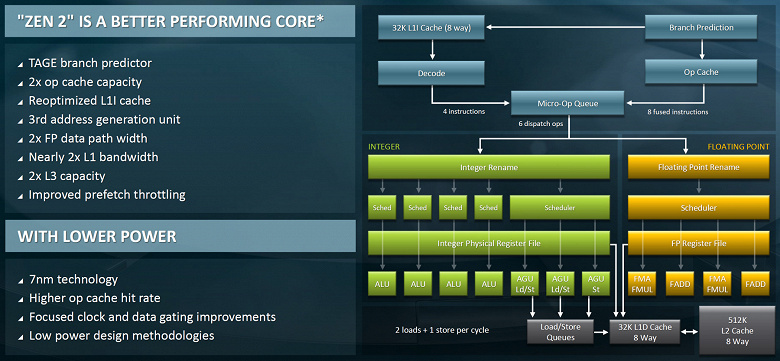 "ZEN 2" IS A BETTER PERFORMING CORE*
TAGE branch predictor
2x op cache capacity
Reoptimized L1I cache
3rd address generation unit
2x FP data path width
Nearly 2x L1 bandwidth
2x L3 capacity
Improved prefetch throttling
WITH LOWER POWER
7nm technology
Higher op cache hit rate
Focused clock and data gating improvements
Low power design methodologies
32K L1I Cache (8 way)
Branch Prediction
Decode
Op Cache
4 instructions
Micro-Op Queue
8 fused instructions
6 dispatch ops
INTEGER
FLOATING POINT
Integer Rename
Floating Point Rename
Sched
Sched
Sched
Sched
Scheduler
Scheduler
Integer Physical Register File
FP Register File
ALU
ALU
ALU
ALU
AGU
Ld/St
AGU
Ld/St
AGU
St
FMA
FMUL
FADD
FMA
FMUL
FADD
2 loads + 1 store per cycle
Load/Store
Queues
32K L1D Cache
8 Way
512K
L2 Cache
8 Way